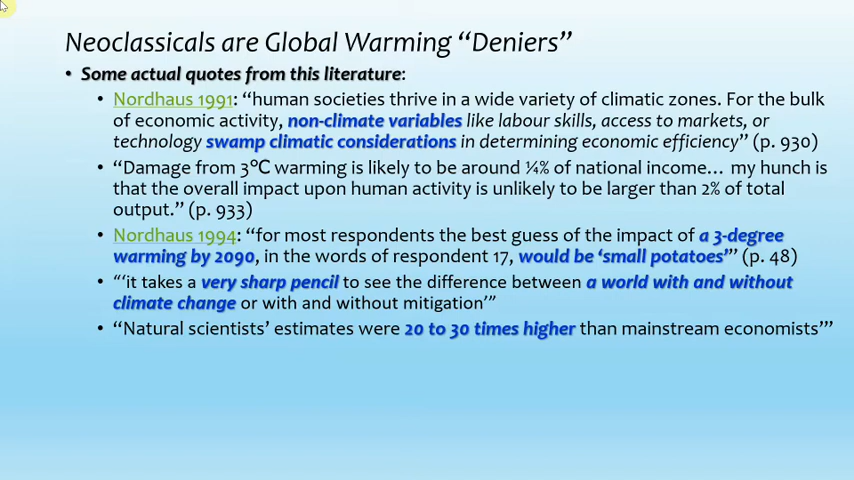 Neoclassicals are Global Warming “Deniers”
• Some actual quotes from this literature:
• Nordhaus 1991: “human societies thrive in a wide variety of climatic zones. For the bulk
of economic activity, non-climate variables like labour skills, access to markets, or
technology swamp climatic considerations in determining economic efficiency” (p. 930)
• “Damage from 3°C warming is likely to be around ¼% of national income… my hunch is
that the overall impact upon human activity is unlikely to be larger than 2% of total
output.” (p. 933)
• Nordhaus 1994: “for most respondents the best guess of the impact of a 3-degree
warming by 2090, in the words of respondent 17, would be ‘small potatoes’” (p. 48)
• “‘it takes a very sharp pencil to see the difference between a world with and without
climate change or with and without mitigation’”
• “Natural scientists’ estimates were 20 to 30 times higher than mainstream economists’”